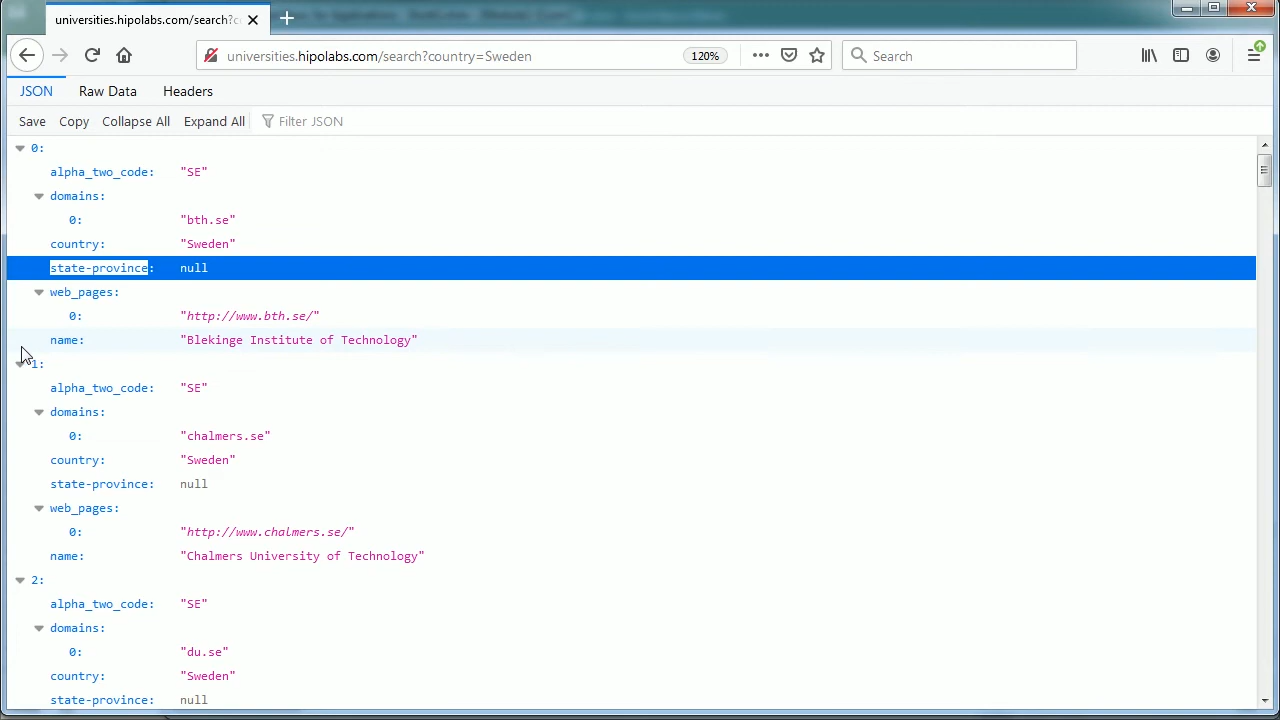 universities.hipolabs.com/search?c
universities.hipolabs.com/search?country=Sweden
120%
Search
JSON
Raw Data
Headers
Save
Copy
Collapse All
Expand All
Filter JSON
0:
alpha_two_code: "SE"
domains:
0: "bth.se"
country: "Sweden"
state-province: null
web_pages:
0: "http://www.bth.se/"
name: "Blekinge Institute of Technology"
1:
alpha_two_code: "SE"
domains:
0: "chalmers.se"
country: "Sweden"
state-province: null
web_pages:
0: "http://www.chalmers.se/"
name: "Chalmers University of Technology"
2:
alpha_two_code: "SE"
domains:
0: "du.se"
country: "Sweden"
state-province: null